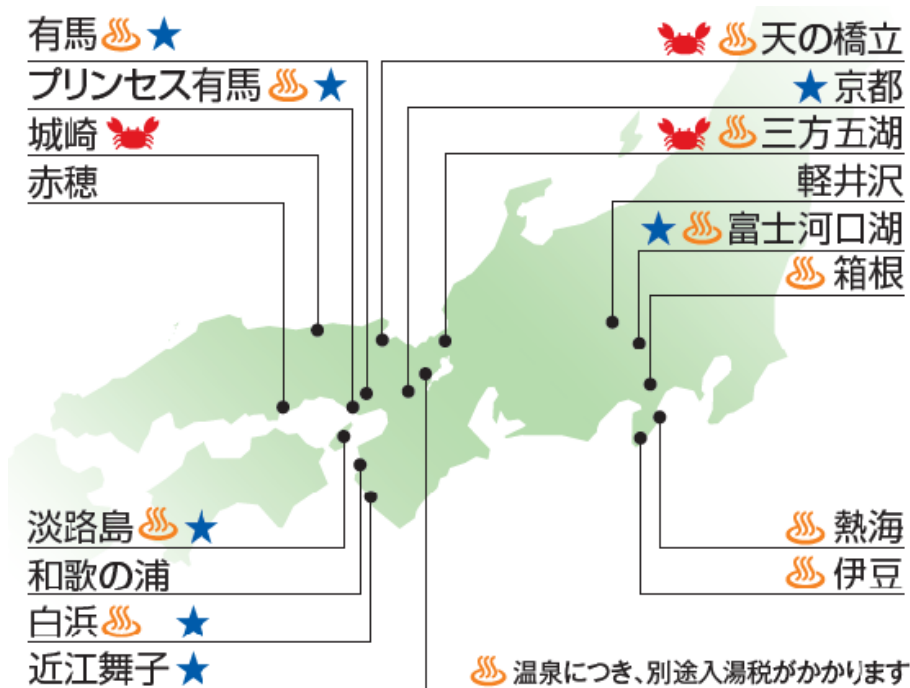 有馬
プリンセス有馬
城崎
赤穂
天の橋立
京都
三方五湖
軽井沢
富士河口湖
箱根
淡路島
和歌の浦
白浜
近江舞子
熱海
伊豆
温泉につき、別途入湯税がかかります